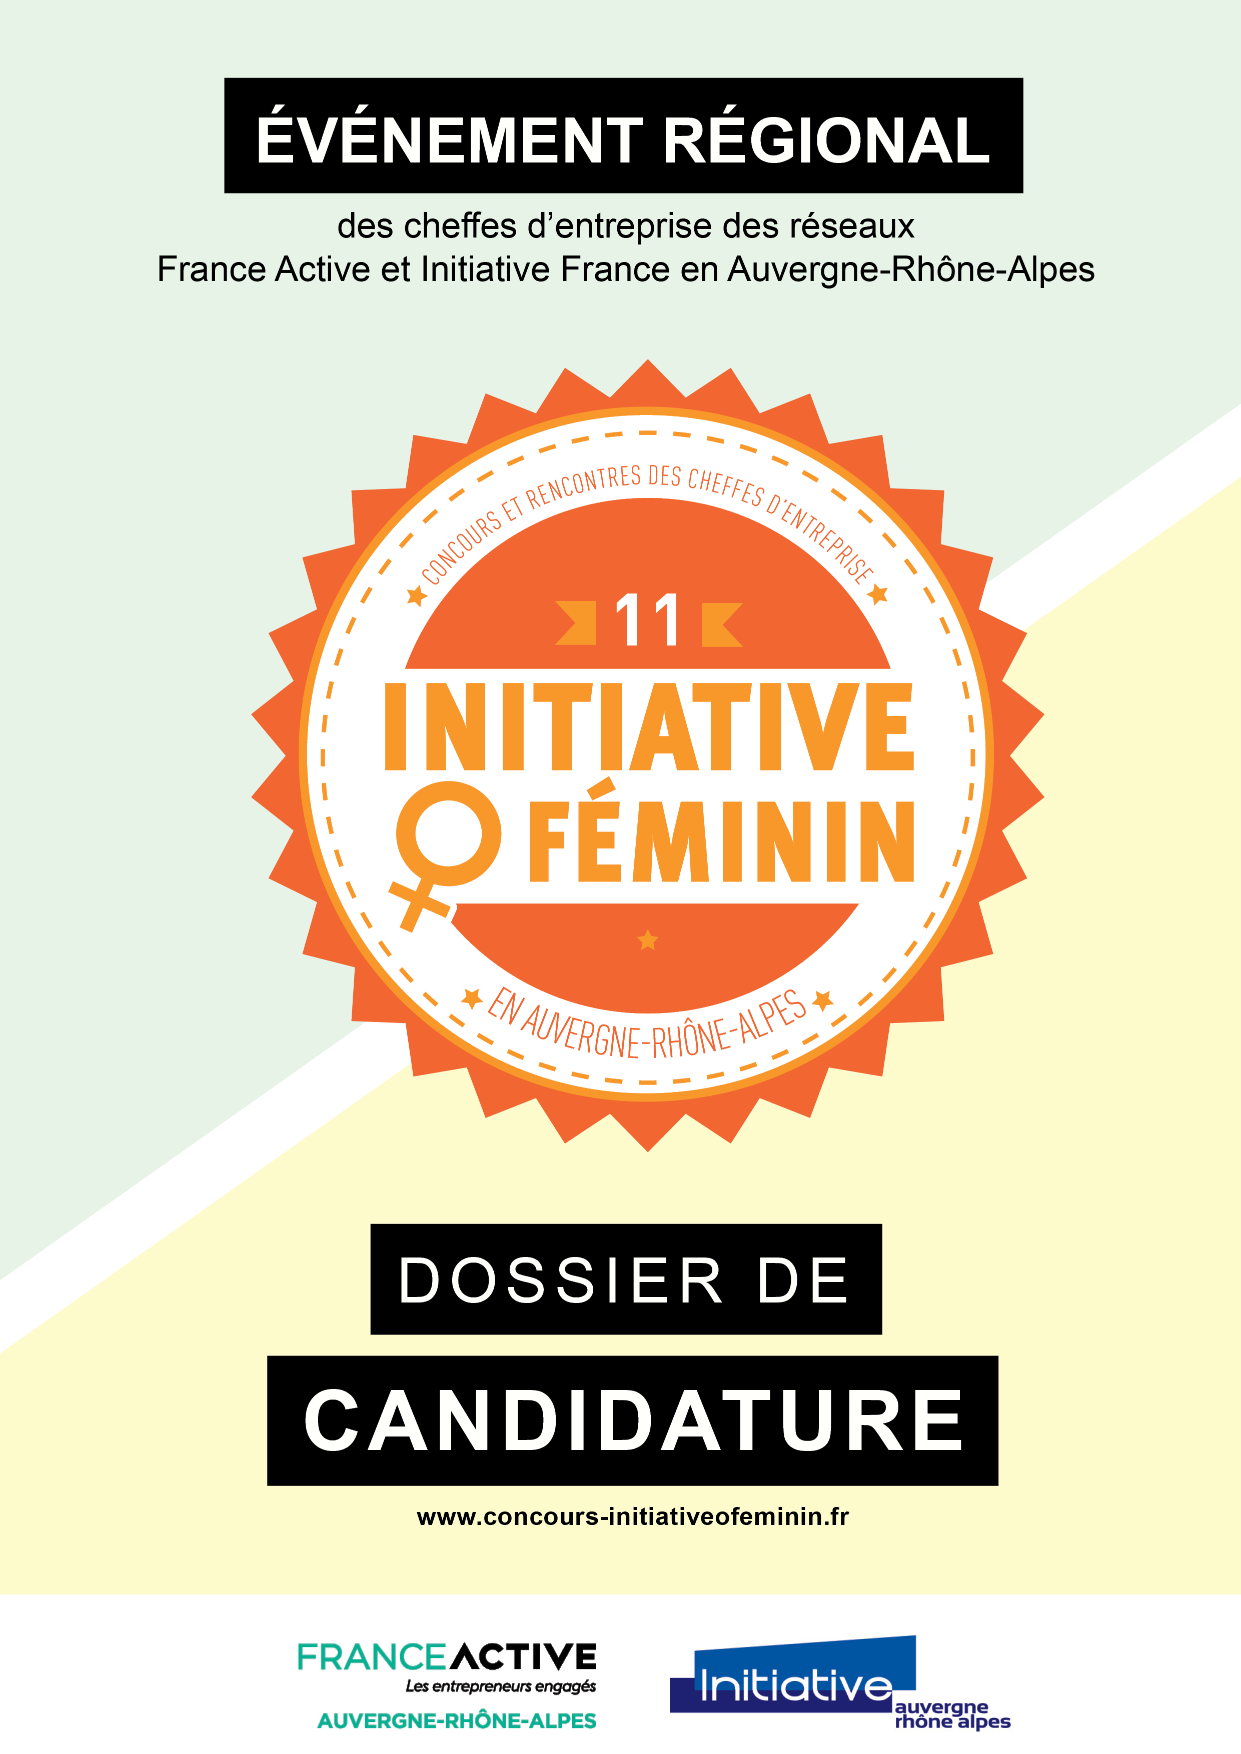 ÉVÉNEMENT RÉGIONAL
des cheffes d’entreprise des réseaux
France Active et Initiative France en Auvergne-Rhône-Alpes
CONCOURS ET RENCONTRES DES CHEFFES D’ENTREPRISE
11
INITIATIVE
O FÉMININ
EN AUVERGNE-RHÔNE-ALPES
DOSSIER DE
CANDIDATURE
www.concours-initiativeofeminin.fr
FRANCE ACTIVE
Les entrepreneurs engagés
AUVERGNE-RHÔNE-ALPES
Initiative
auvergne
rhône alpes